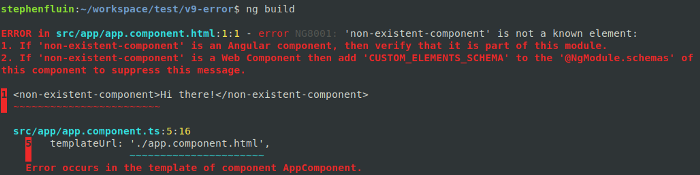 stephenfluin:~/workspace/test/v9-error$ ng build
ERROR in src/app/app.component.html:1:1 - error NG8001: 'non-existent-component' is not a known element:
1. If 'non-existent-component' is an Angular component, then verify that it is part of this module.
2. If 'non-existent-component' is a Web Component then add 'CUSTOM_ELEMENTS_SCHEMA' to the '@NgModule.schemas' of
this component to suppress this message.
1 <non-existent-component>Hi there!</non-existent-component>
~~~~~~~~~~~~~~~~~~~~~~~~
src/app/app.component.ts:5:16
5 templateUrl: './app.component.html',
~~~~~~~~~~~~~~~~~~~~~~
Error occurs in the template of component AppComponent.